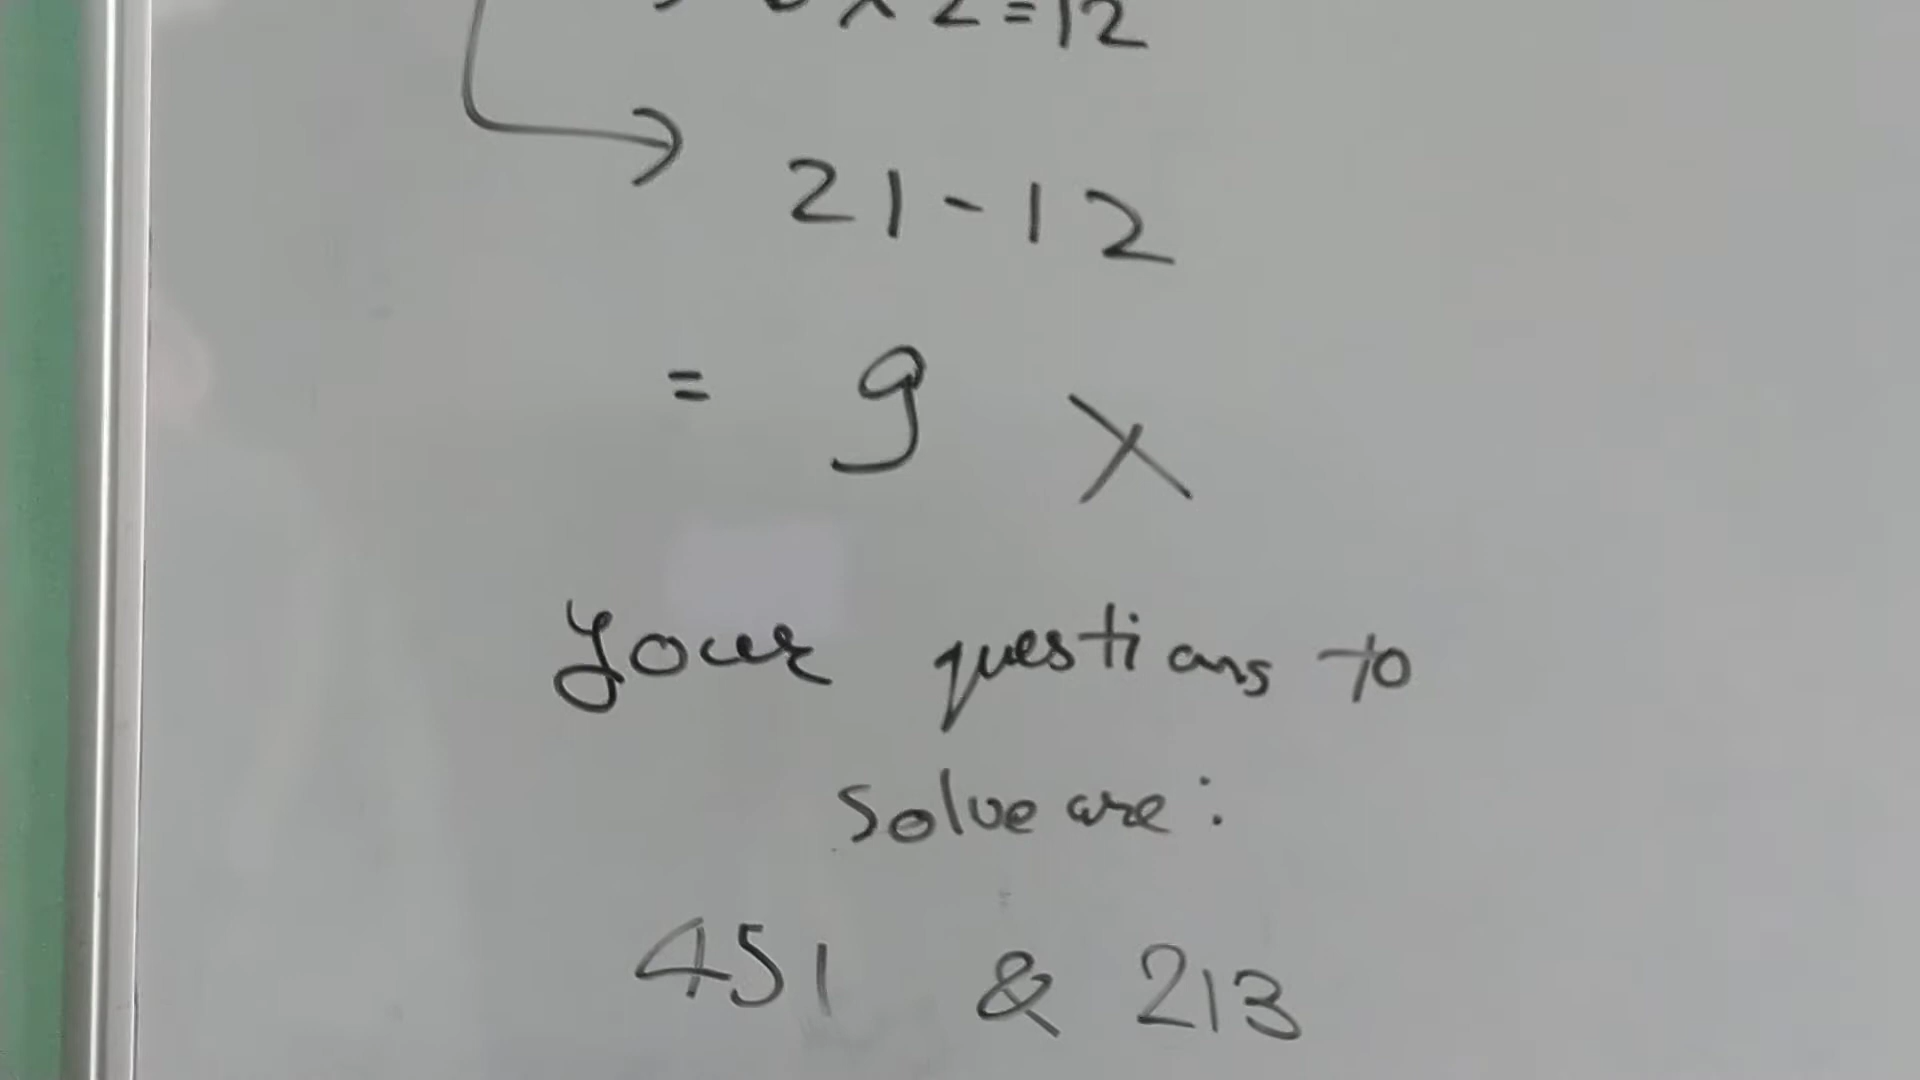 × 2 = 12
21 - 12
= 9 ×
Your questions to
solve are:
451 & 213